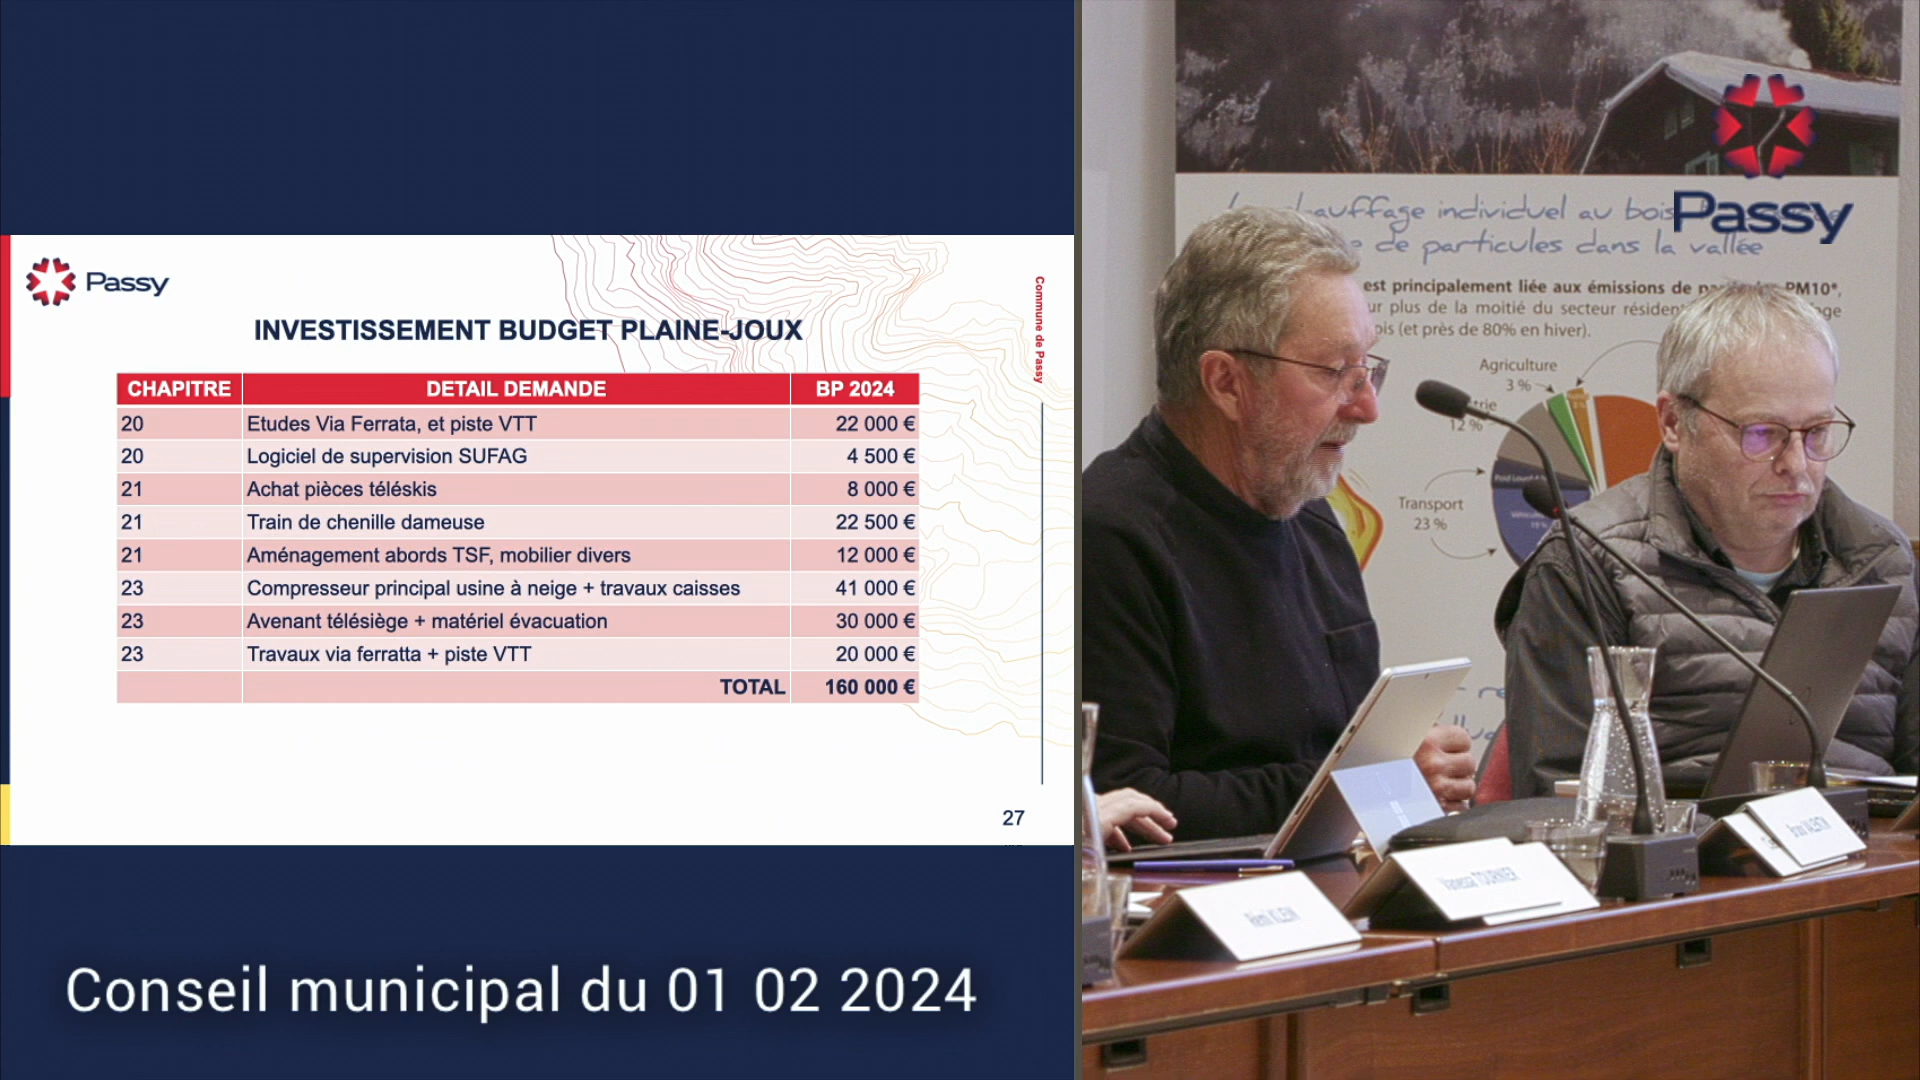 Passy
INVESTISSEMENT BUDGET PLAINE-JOUX
Commune de Passy
CHAPITRE DETAIL DEMANDE BP 2024
20 Etudes Via Ferrata, et piste VTT 22 000 €
20 Logiciel de supervision SUFAG 4 500 €
21 Achat pièces téléskis 8 000 €
21 Train de chenille dameuse 22 500 €
21 Aménagement abords TSF, mobilier divers 12 000 €
23 Compresseur principal usine à neige + travaux caisses 41 000 €
23 Avenant télésiège + matériel évacuation 30 000 €
23 Travaux via ferratta + piste VTT 20 000 €
TOTAL 160 000 €
27
Conseil municipal du 01 02 2024
Passy
chauffage individuel au bois
de particules dans la vallée
est principalement liée aux émissions de PM10*,
plus de la moitié du secteur
(et près de 80% en hiver).
Agriculture
3 %
12 %
Transport
23 %
Rémi KLEIN
Vanessa TOURNIER